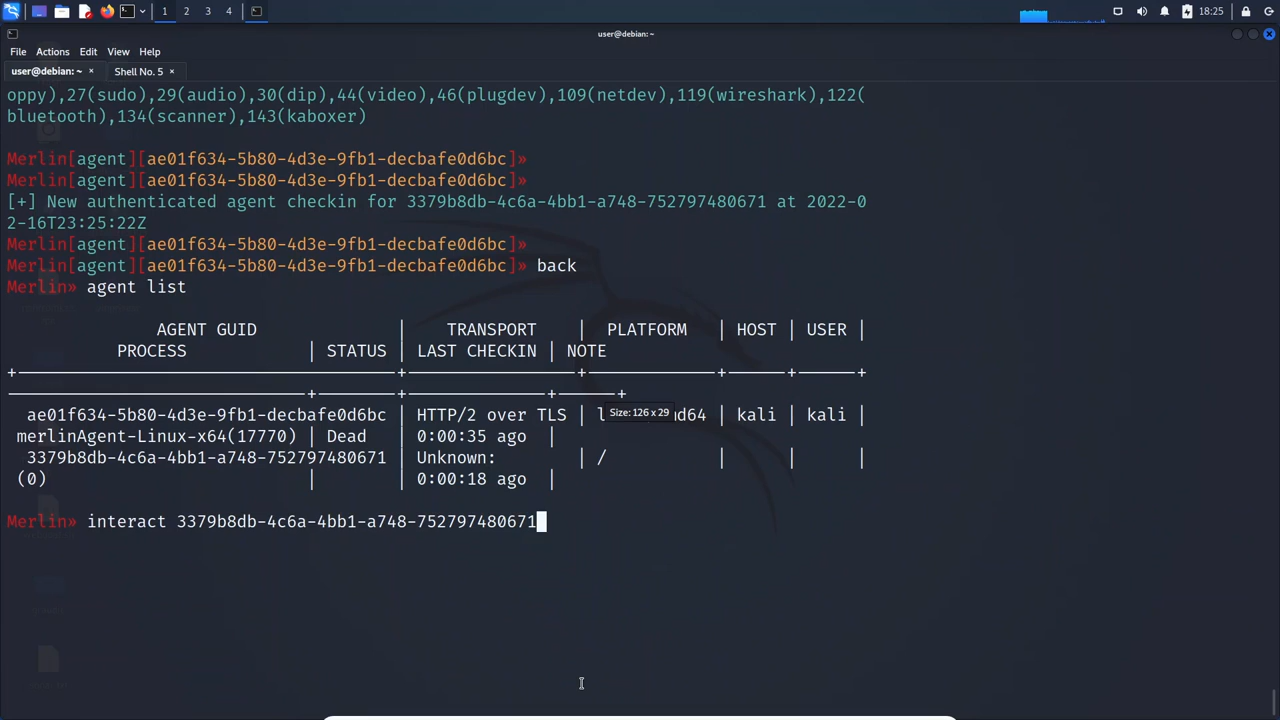 1 2 3 4 18:25
user@debian: ~
File Actions Edit View Help
user@debian: ~ × Shell No. 5 ×
oppy),27(sudo),29(audio),30(dip),44(video),46(plugdev),109(netdev),119(wireshark),122(
bluetooth),134(scanner),143(kaboxer)
Merlin[agent][ae01f634-5b80-4d3e-9fb1-decbafe0d6bc]»
Merlin[agent][ae01f634-5b80-4d3e-9fb1-decbafe0d6bc]»
[+] New authenticated agent checkin for 3379b8db-4c6a-4bb1-a748-752797480671 at 2022-0
2-16T23:25:22Z
Merlin[agent][ae01f634-5b80-4d3e-9fb1-decbafe0d6bc]»
Merlin[agent][ae01f634-5b80-4d3e-9fb1-decbafe0d6bc]» back
Merlin» agent list
AGENT GUID | TRANSPORT | PLATFORM | HOST | USER |
PROCESS | STATUS | LAST CHECKIN | NOTE
ae01f634-5b80-4d3e-9fb1-decbafe0d6bc | HTTP/2 over TLS | d64 | kali | kali |
Size: 126 x 29
merlinAgent-Linux-x64(17770) | Dead | 0:00:35 ago |
3379b8db-4c6a-4bb1-a748-752797480671 | Unknown: | / | | |
(0) | | 0:00:18 ago |
Merlin» interact 3379b8db-4c6a-4bb1-a748-752797480671